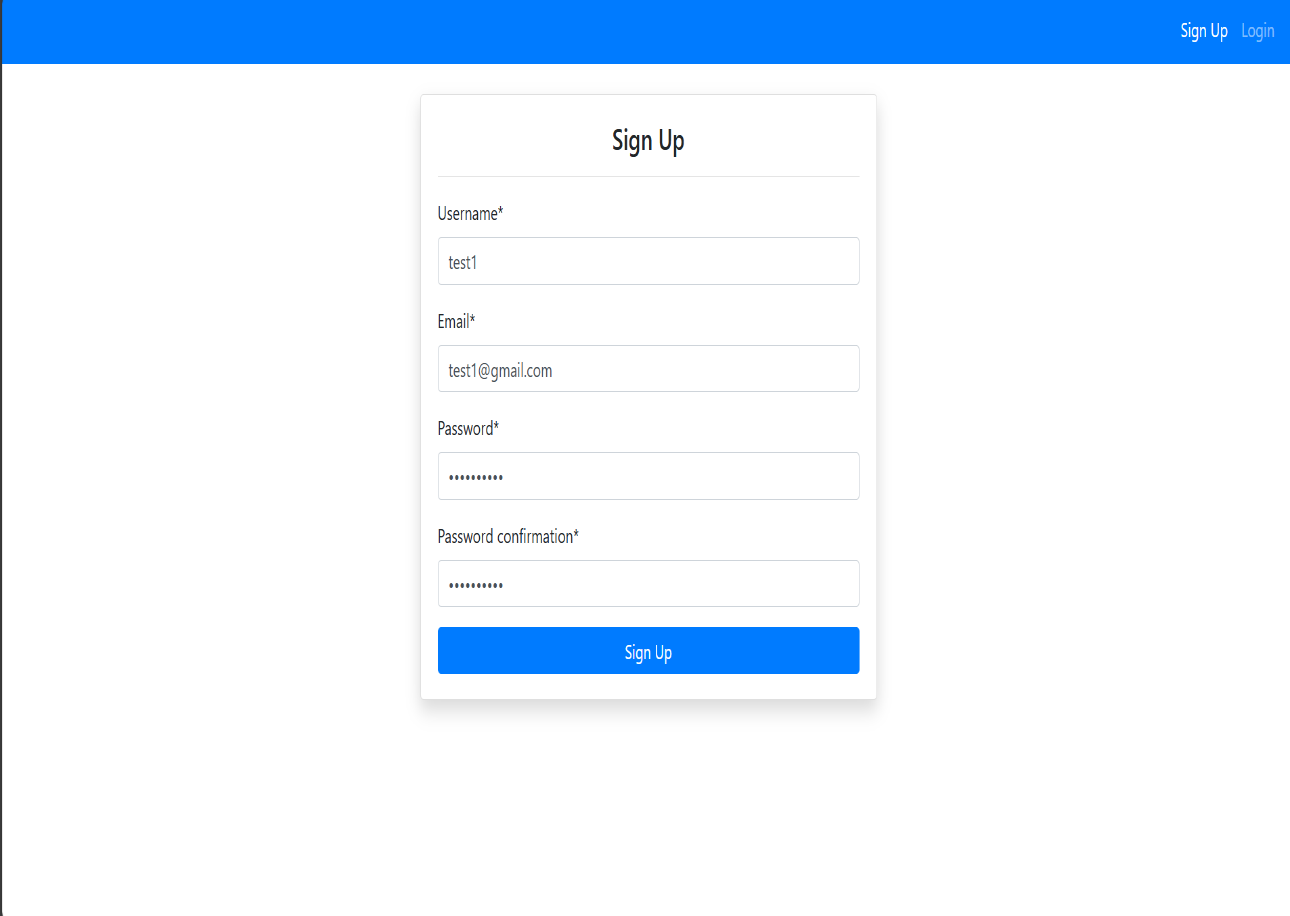 Sign Up Login
Sign Up
Username*
test1
Email*
test1@gmail.com
Password*
••••••••••
Password confirmation*
••••••••••
Sign Up